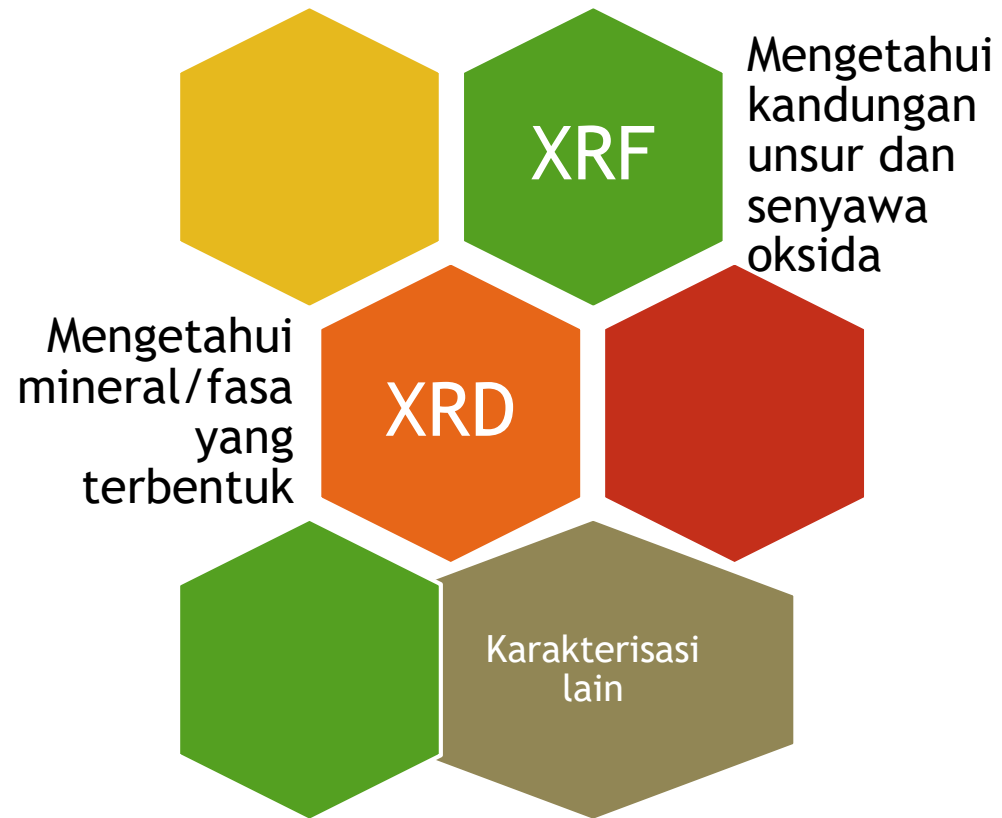 XRF
Mengetahui
kandungan
unsur dan
senyawa
oksida
Mengetahui
mineral/fasa
yang
terbentuk
XRD
Karakterisasi
lain